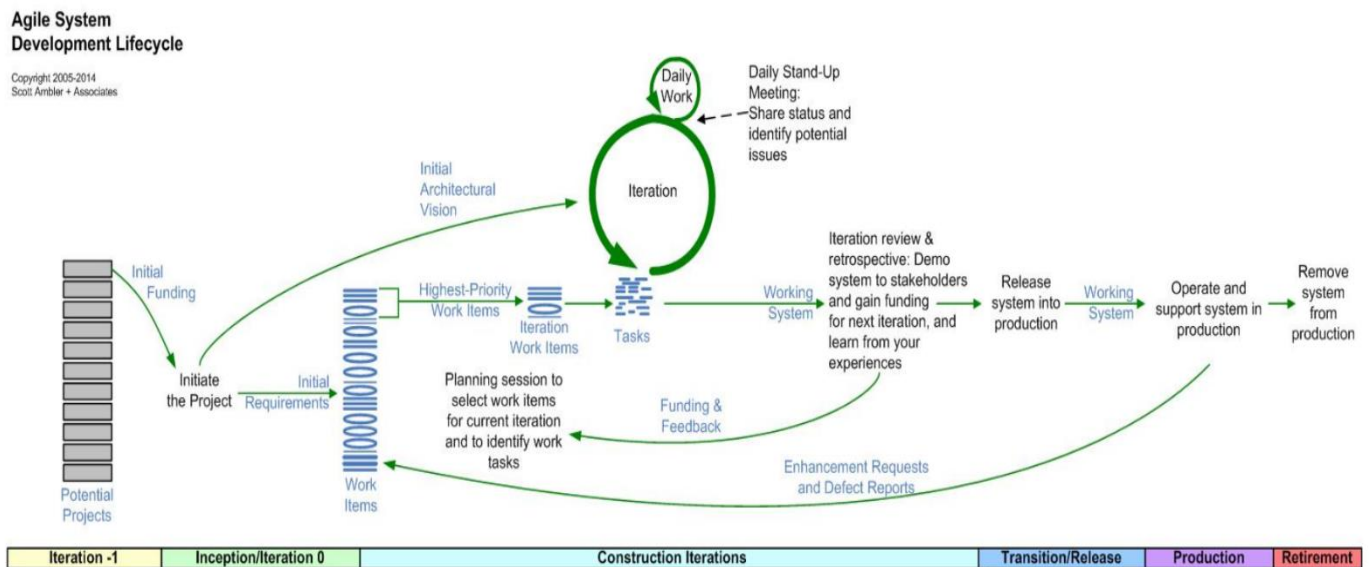 Agile System
Development Lifecycle
Copyright 2005-2014
Scott Ambler + Associates
Daily
Work
Daily Stand-Up
Meeting:
Share status and
identify potential
issues
Initial
Architectural
Vision
Iteration
Initial
Funding
Highest-Priority
Work Items
Iteration
Work Items
Tasks
Working
System
Iteration review &
retrospective: Demo
system to stakeholders
and gain funding
for next iteration, and
learn from your
experiences
Release
system into
production
Working
System
Operate and
support system in
production
Remove
system
from
production
Initiate
the Project
Initial
Requirements
Planning session to
select work items
for current iteration
and to identify work
tasks
Funding &
Feedback
Enhancement Requests
and Defect Reports
Potential
Projects
Work
Items
Iteration -1
Inception/Iteration 0
Construction Iterations
Transition/Release
Production
Retirement